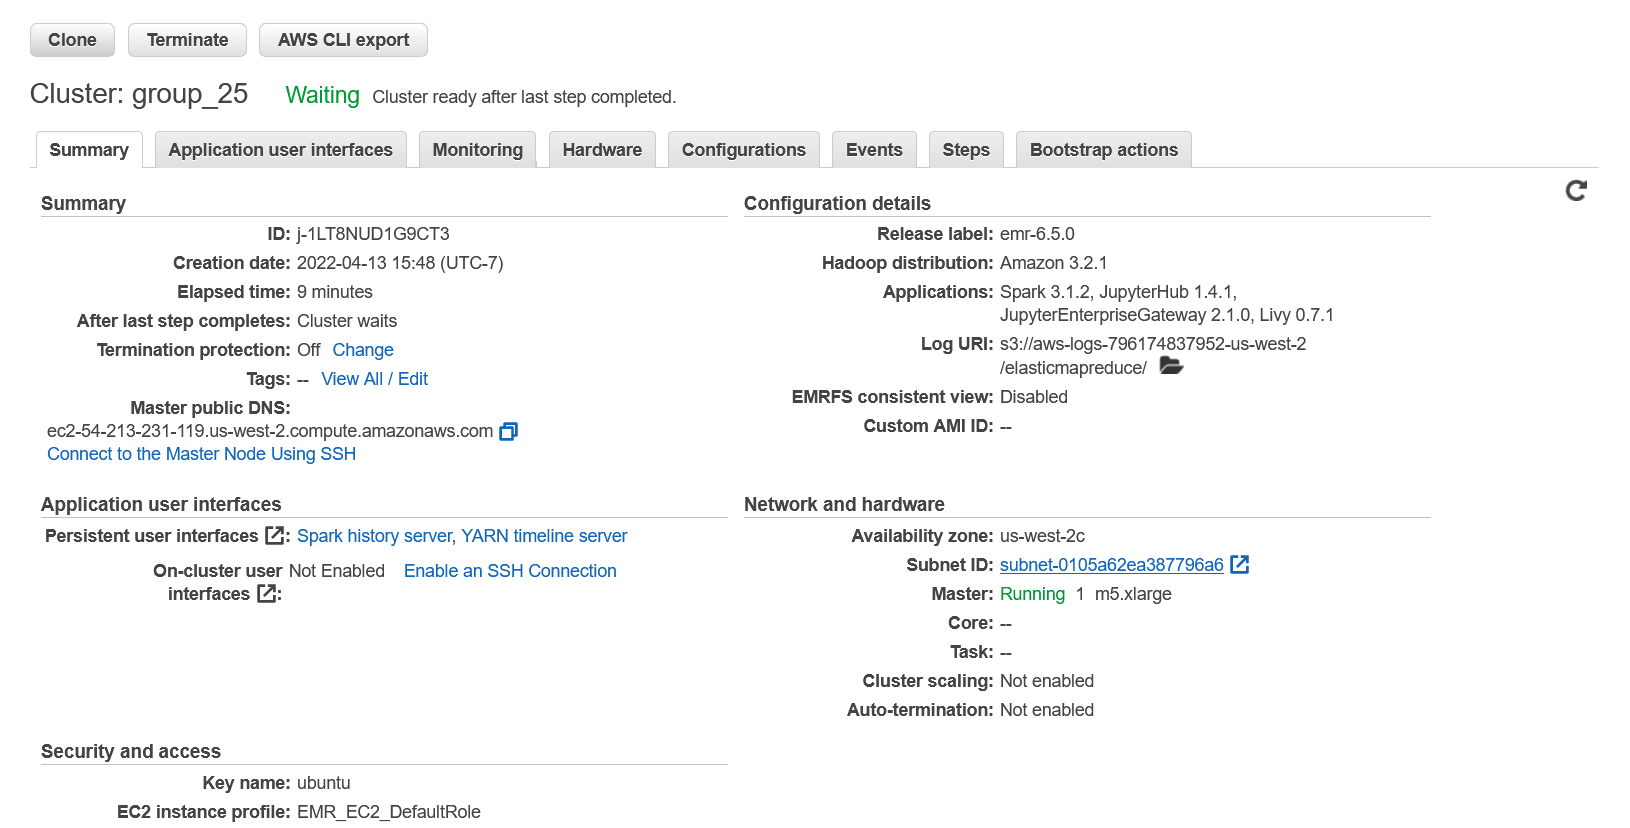 Clone Terminate AWS CLI export
Cluster: group_25 Waiting Cluster ready after last step completed.
Summary Application user interfaces Monitoring Hardware Configurations Events Steps Bootstrap actions
Summary
ID: j-1LT8NUD1G9CT3
Creation date: 2022-04-13 15:48 (UTC-7)
Elapsed time: 9 minutes
After last step completes: Cluster waits
Termination protection: Off Change
Tags: -- View All / Edit
Master public DNS:
ec2-54-213-231-119.us-west-2.compute.amazonaws.com
Connect to the Master Node Using SSH
Configuration details
Release label: emr-6.5.0
Hadoop distribution: Amazon 3.2.1
Applications: Spark 3.1.2, JupyterHub 1.4.1,
JupyterEnterpriseGateway 2.1.0, Livy 0.7.1
Log URI: s3://aws-logs-796174837952-us-west-2
/elasticmapreduce/
EMRFS consistent view: Disabled
Custom AMI ID: --
Application user interfaces
Persistent user interfaces : Spark history server, YARN timeline server
On-cluster user Not Enabled Enable an SSH Connection
interfaces :
Network and hardware
Availability zone: us-west-2c
Subnet ID: subnet-0105a62ea387796a6
Master: Running 1 m5.xlarge
Core: --
Task: --
Cluster scaling: Not enabled
Auto-termination: Not enabled
Security and access
Key name: ubuntu
EC2 instance profile: EMR_EC2_DefaultRole